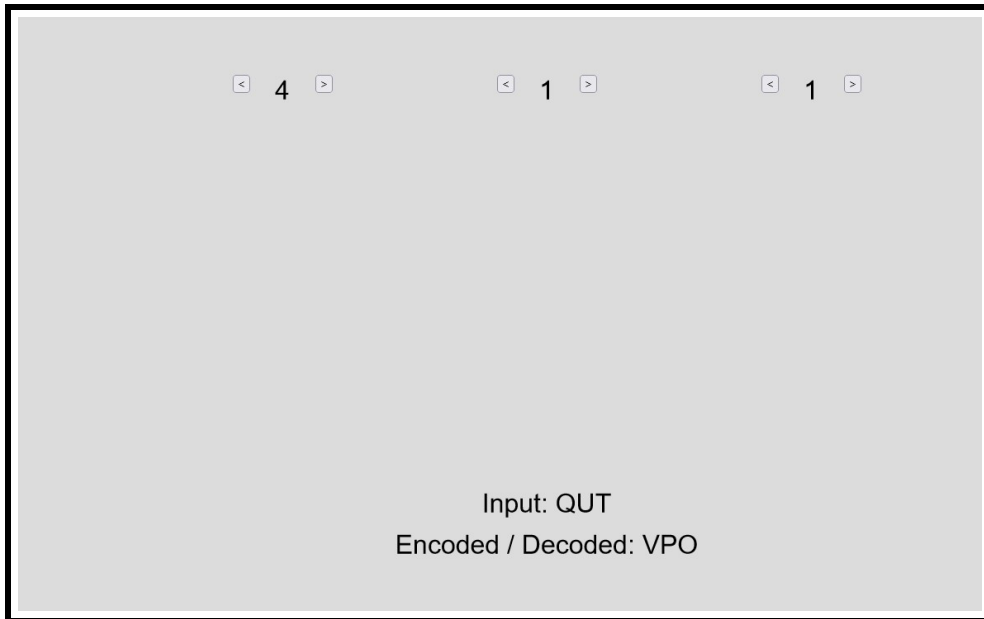 < 4 > < 1 > < 1 >
Input: QUT
Encoded / Decoded: VPO